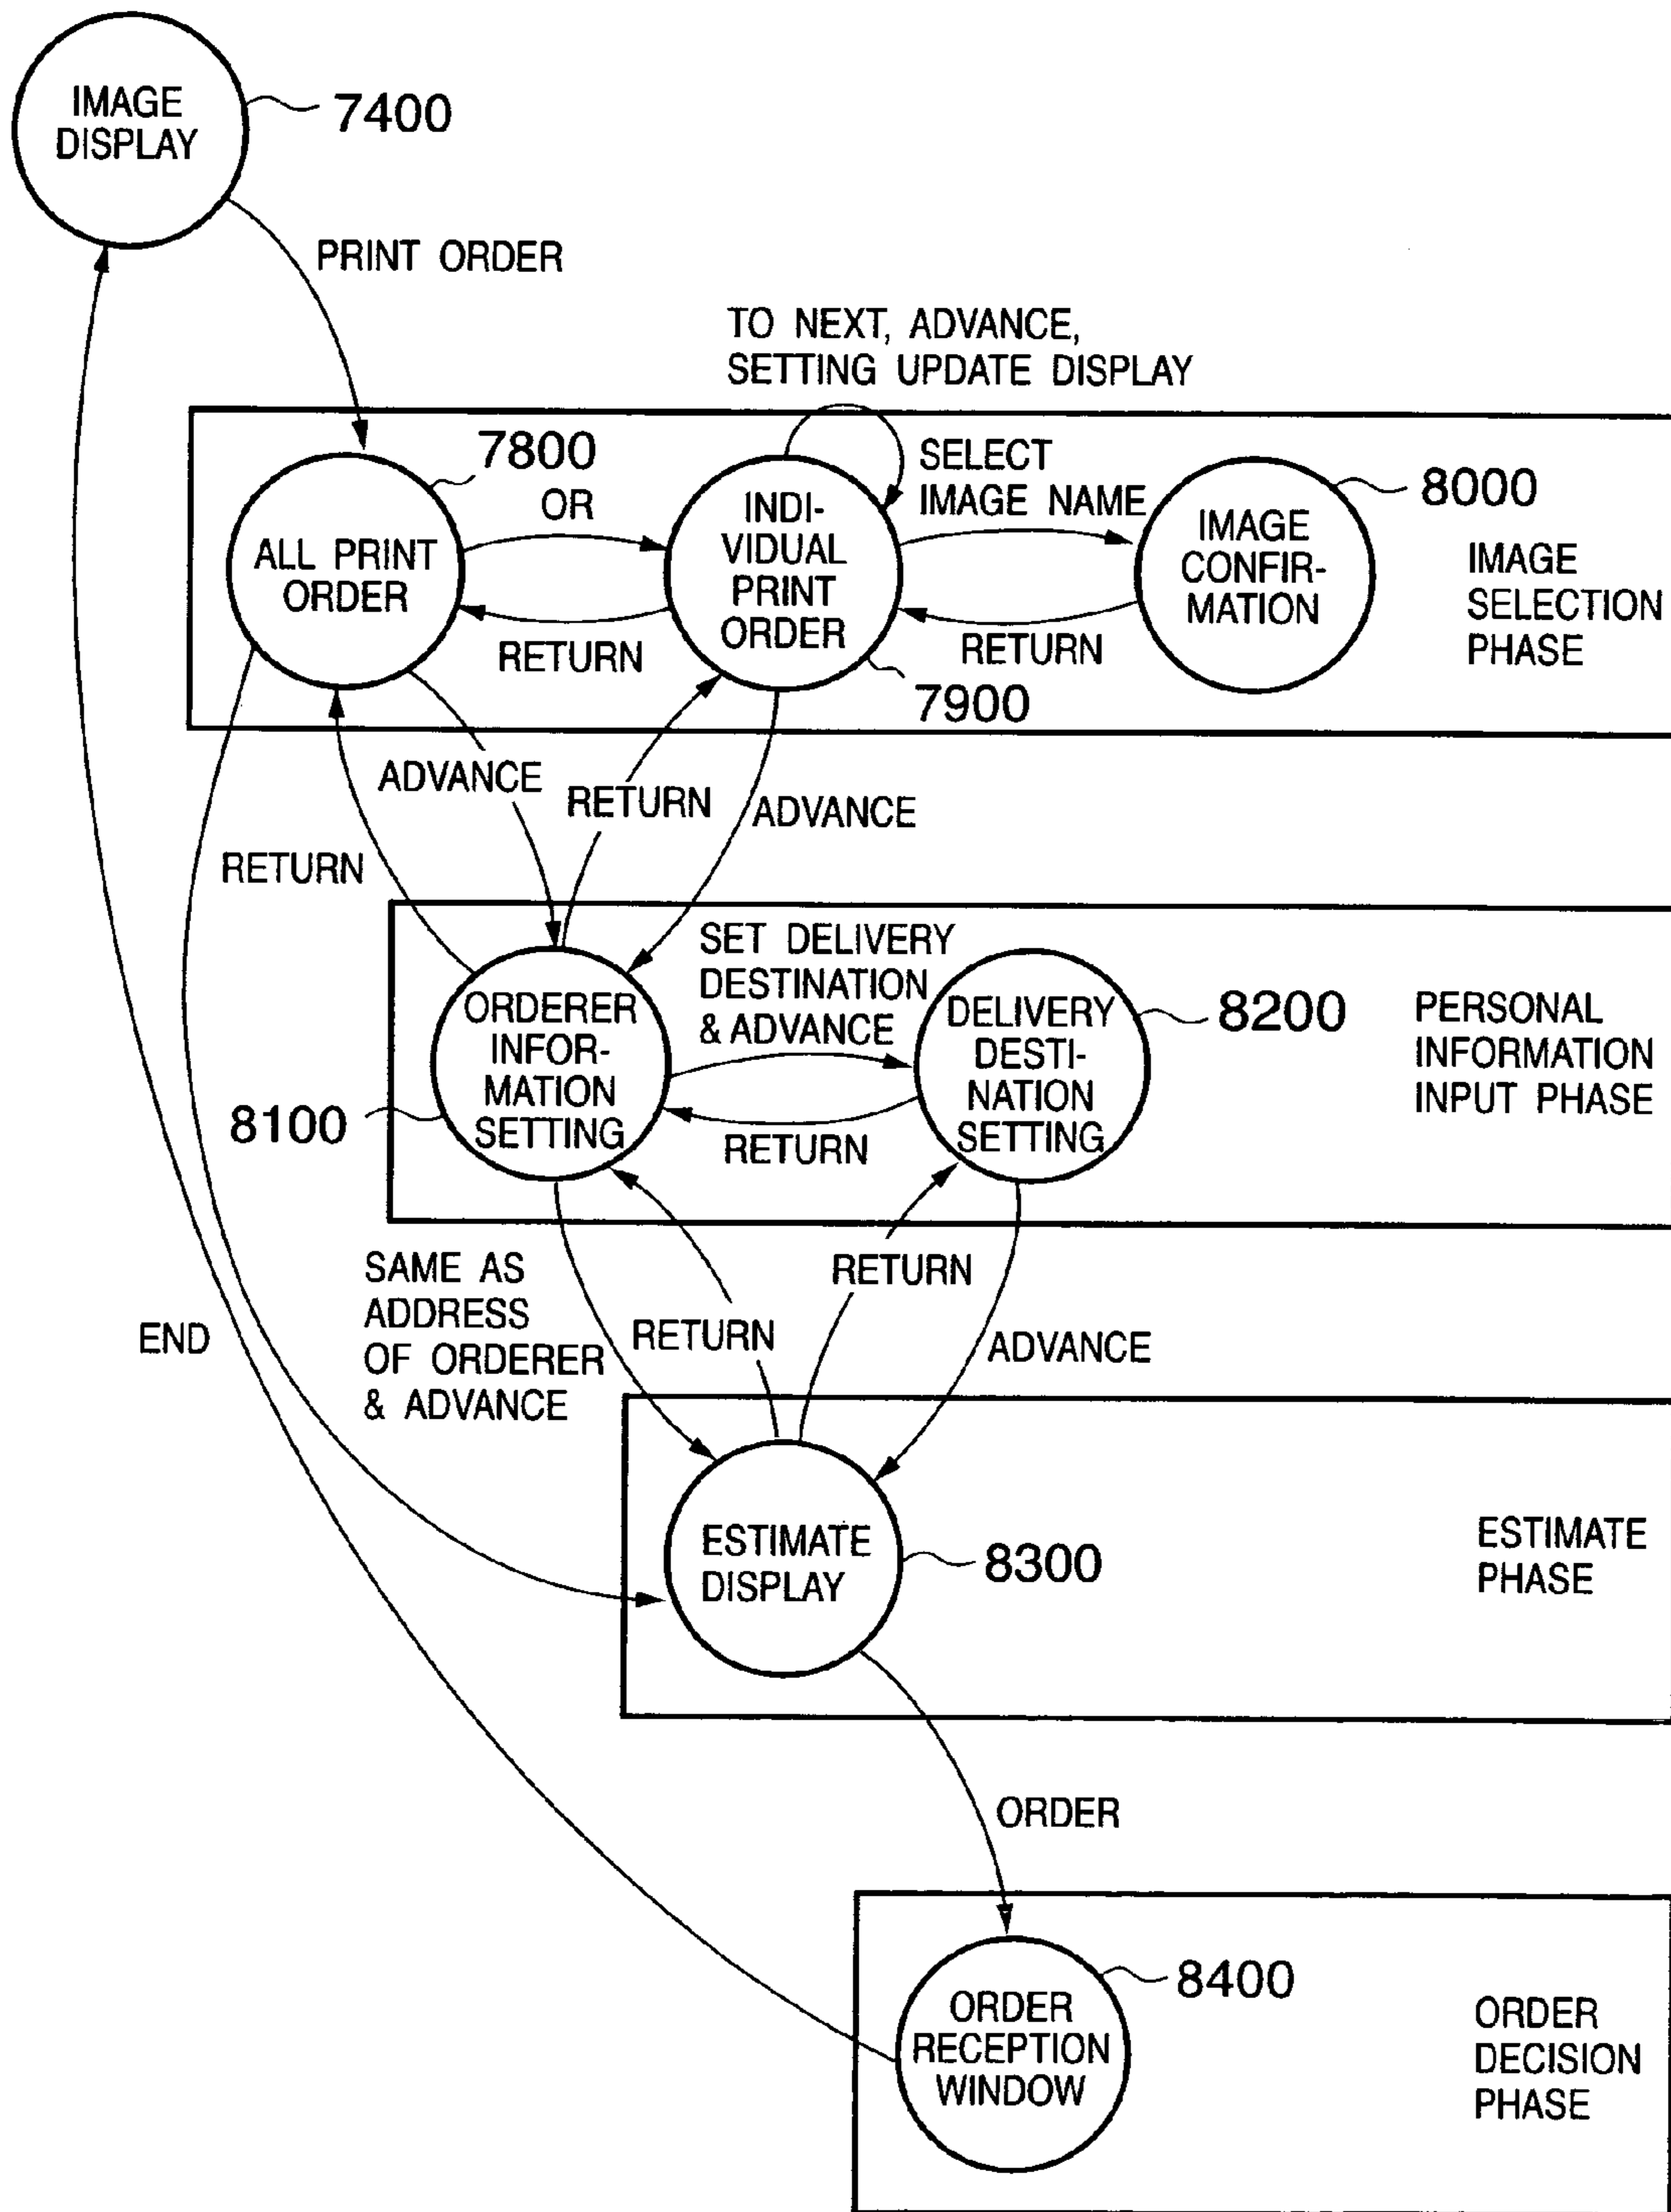 IMAGE
DISPLAY
7400
PRINT ORDER
TO NEXT, ADVANCE,
SETTING UPDATE DISPLAY
7800
OR
SELECT
IMAGE NAME
8000
ALL PRINT
ORDER
INDI-
VIDUAL
PRINT
ORDER
IMAGE
CONFIR-
MATION
IMAGE
SELECTION
PHASE
RETURN
RETURN
7900
ADVANCE
RETURN
ADVANCE
RETURN
SET DELIVERY
DESTINATION
& ADVANCE
ORDERER
INFOR-
MATION
SETTING
8100
DELIVERY
DESTI-
NATION
SETTING
8200
PERSONAL
INFORMATION
INPUT PHASE
RETURN
SAME AS
ADDRESS
OF ORDERER
& ADVANCE
RETURN
RETURN
ADVANCE
END
ESTIMATE
DISPLAY
8300
ESTIMATE
PHASE
ORDER
ORDER
RECEPTION
WINDOW
8400
ORDER
DECISION
PHASE